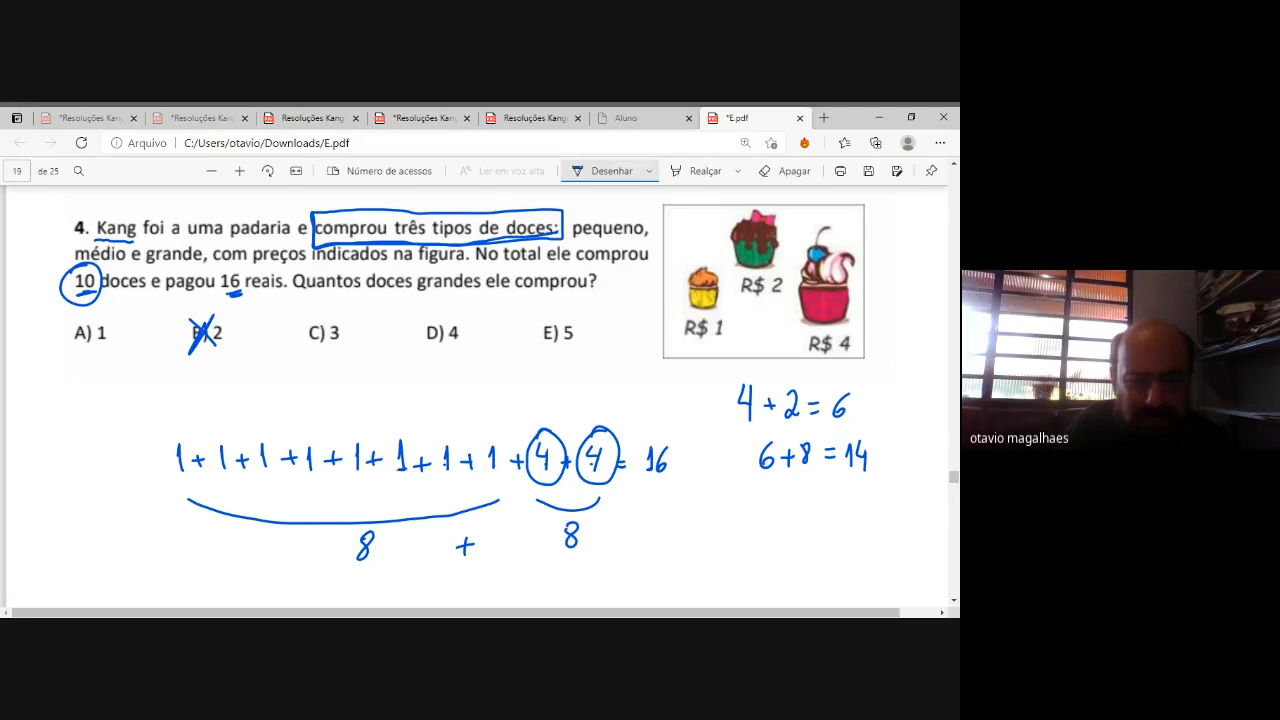 *Resoluções Kang
*Resoluções Kang
Resoluções Kang
*Resoluções Kang
Resoluções Kang
Aluno
*E.pdf
Arquivo C:/Users/otavio/Downloads/E.pdf
19 de 25 Número de acessos Ler em voz alta Desenhar Realçar Apagar
4. Kang foi a uma padaria e comprou três tipos de doces: pequeno,
médio e grande, com preços indicados na figura. No total ele comprou
10 doces e pagou 16 reais. Quantos doces grandes ele comprou?
A) 1 B) 2 C) 3 D) 4 E) 5
R$ 2
R$ 1
R$ 4
4 + 2 = 6
6 + 8 = 14
1 + 1 + 1 + 1 + 1 + 1 + 1 + 1 + 4 + 4 = 16
8 + 8
otavio magalhaes